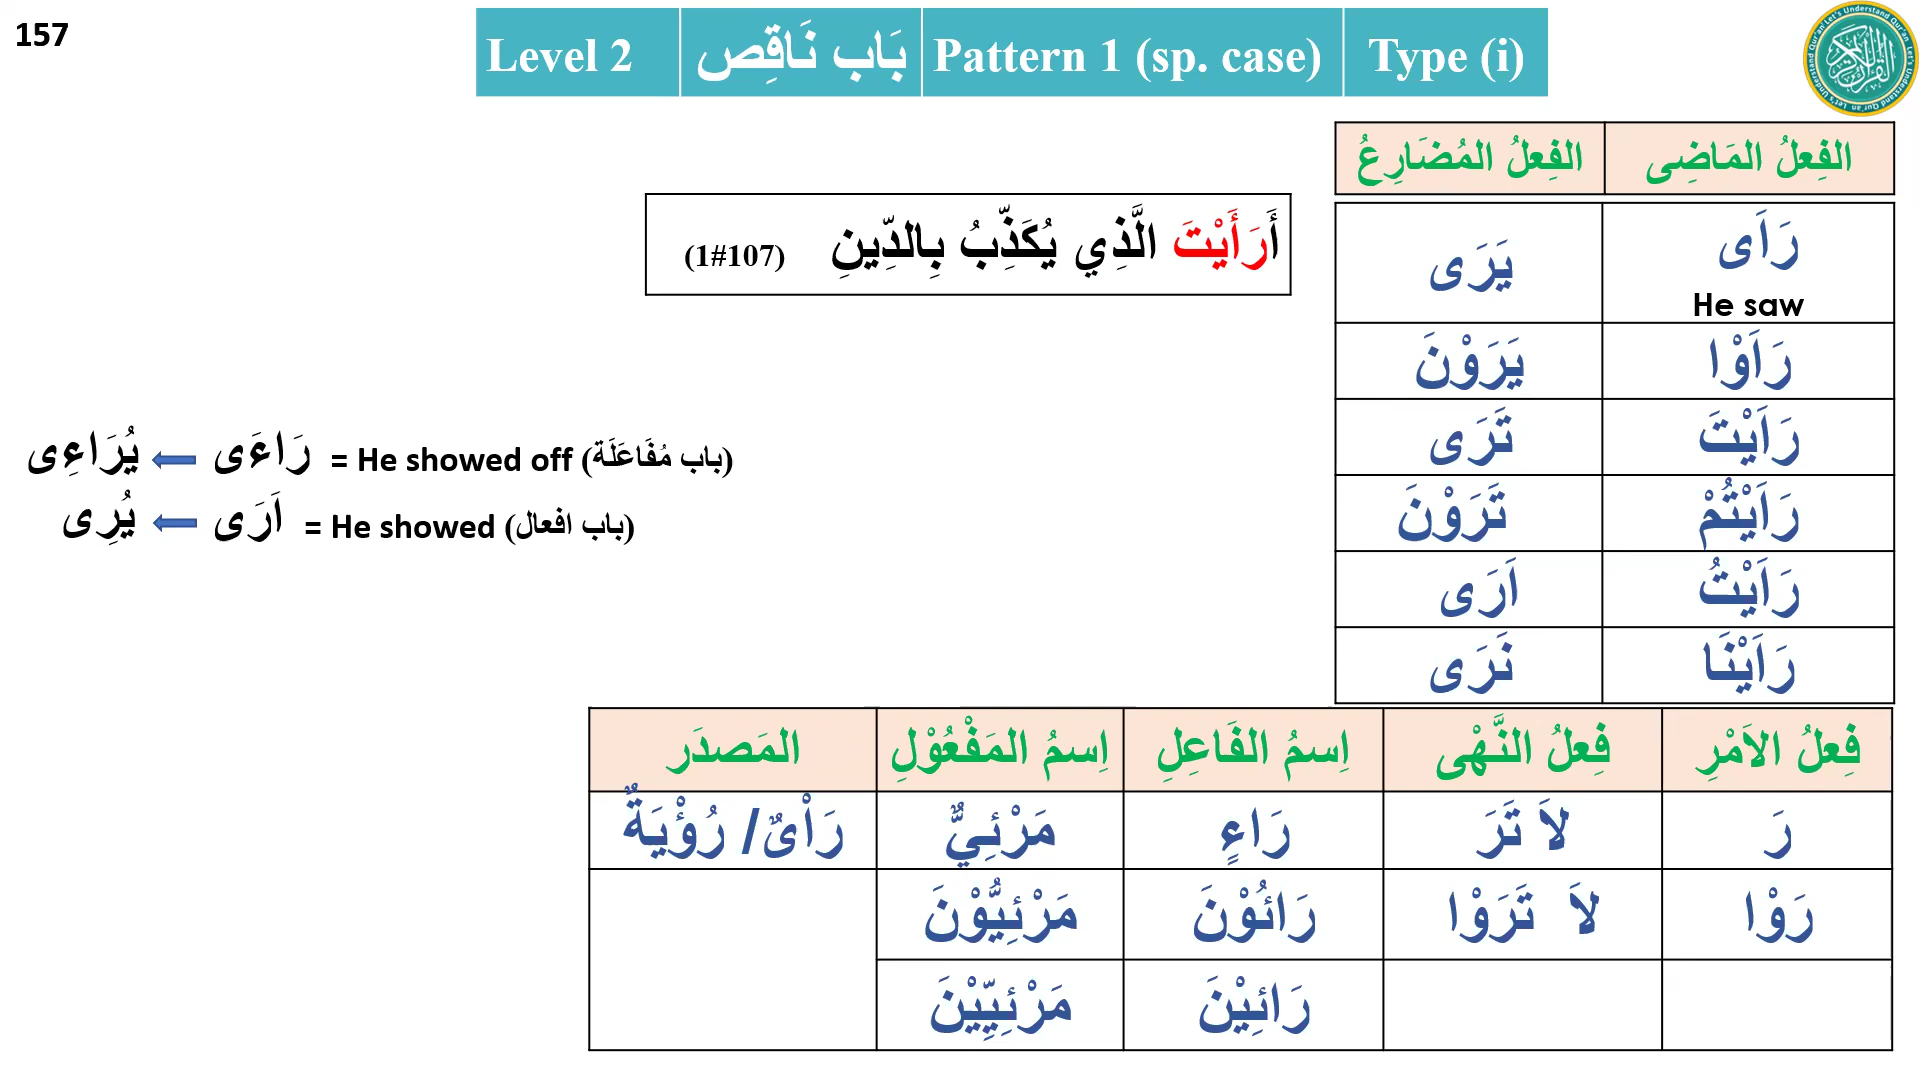 157
Level 2 بَاب نَاقِص Pattern 1 (sp. case) Type (i)
الفِعلُ المَاضِى الفِعلُ المُضَارِعُ
أَرَأَيْتَ الَّذِي يُكَذِّبُ بِالدِّينِ (1#107)
رَاَى يَرَى
He saw
رَاَوْا يَرَوْنَ
رَاَيْتَ تَرَى
رَاَيْتُمْ تَرَوْنَ
رَاَيْتُ اَرَى
رَاَيْنَا نَرَى
يُرَاءِى رَاءَى = He showed off (باب مُفَاعَلَة)
يُرِى اَرَى = He showed (باب افعال)
فِعلُ الاَمْرِ فِعلُ النَّهْى اِسمُ الفَاعِلِ اِسمُ المَفْعُوْلِ المَصدَر
رَ لاَ تَرَ رَاءٍ مَرْئِيٌّ رَاْىٌ/ رُؤْيَةٌ
رَوْا لاَ تَرَوْا رَائُوْنَ مَرْئِيُّوْنَ
رَائِيْنَ مَرْئِيِّيْنَ